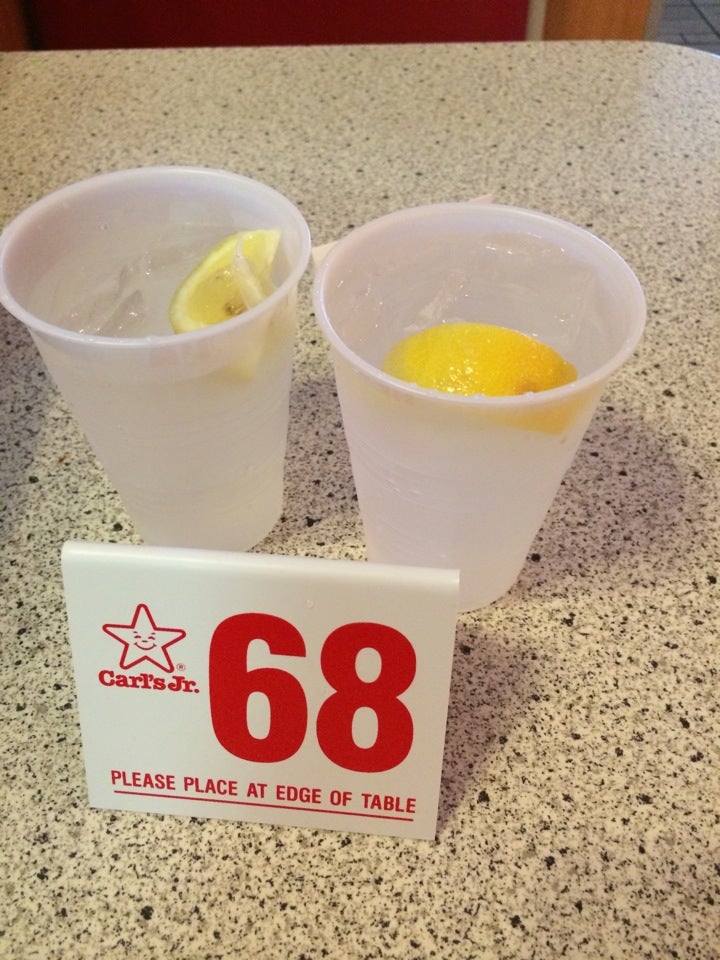 68
Carl's Jr.®
PLEASE PLACE AT EDGE OF TABLE